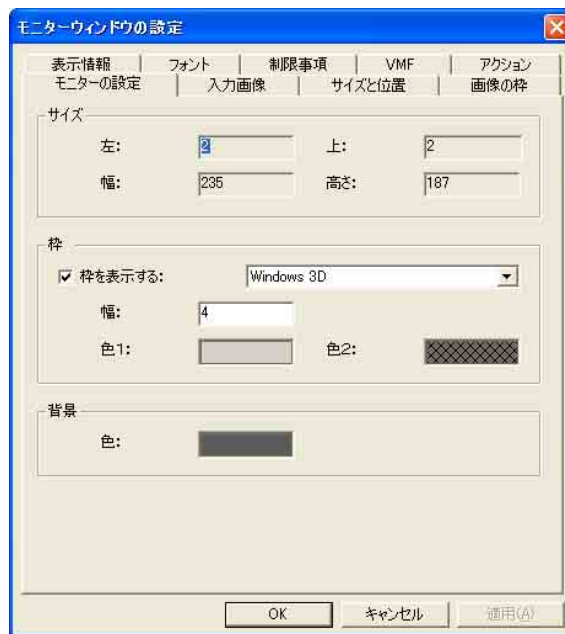 モニターウィンドウの設定
表示情報 フォント 制限事項 VMF アクション
モニターの設定 入力画像 サイズと位置 画像の枠
サイズ
左: 2 上: 2
幅: 235 高さ: 187
枠
枠を表示する: Windows 3D
幅: 4
色1: 色2:
背景
色:
OK キャンセル 適用(A)